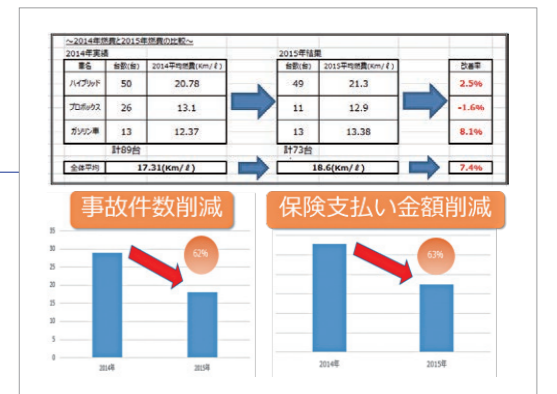 ～2014年燃費と2015年燃費の比較～
2014年実績 2015年結果
車名 台数(台) 2014平均燃費(Km/ℓ) 台数(台) 2015平均燃費(Km/ℓ) 改善率
ハイブリッド 50 20.78 49 21.3 2.5%
プロボックス 26 13.1 11 12.9 -1.6%
ガソリン車 13 12.37 13 13.38 8.1%
計89台 計73台
全体平均 17.31(Km/ℓ) 18.6(Km/ℓ) 7.4%
事故件数削減 保険支払い金額削減
35
30
25
20
15
10
5
0
62%
2014年 2015年
63%
2014年 2015年